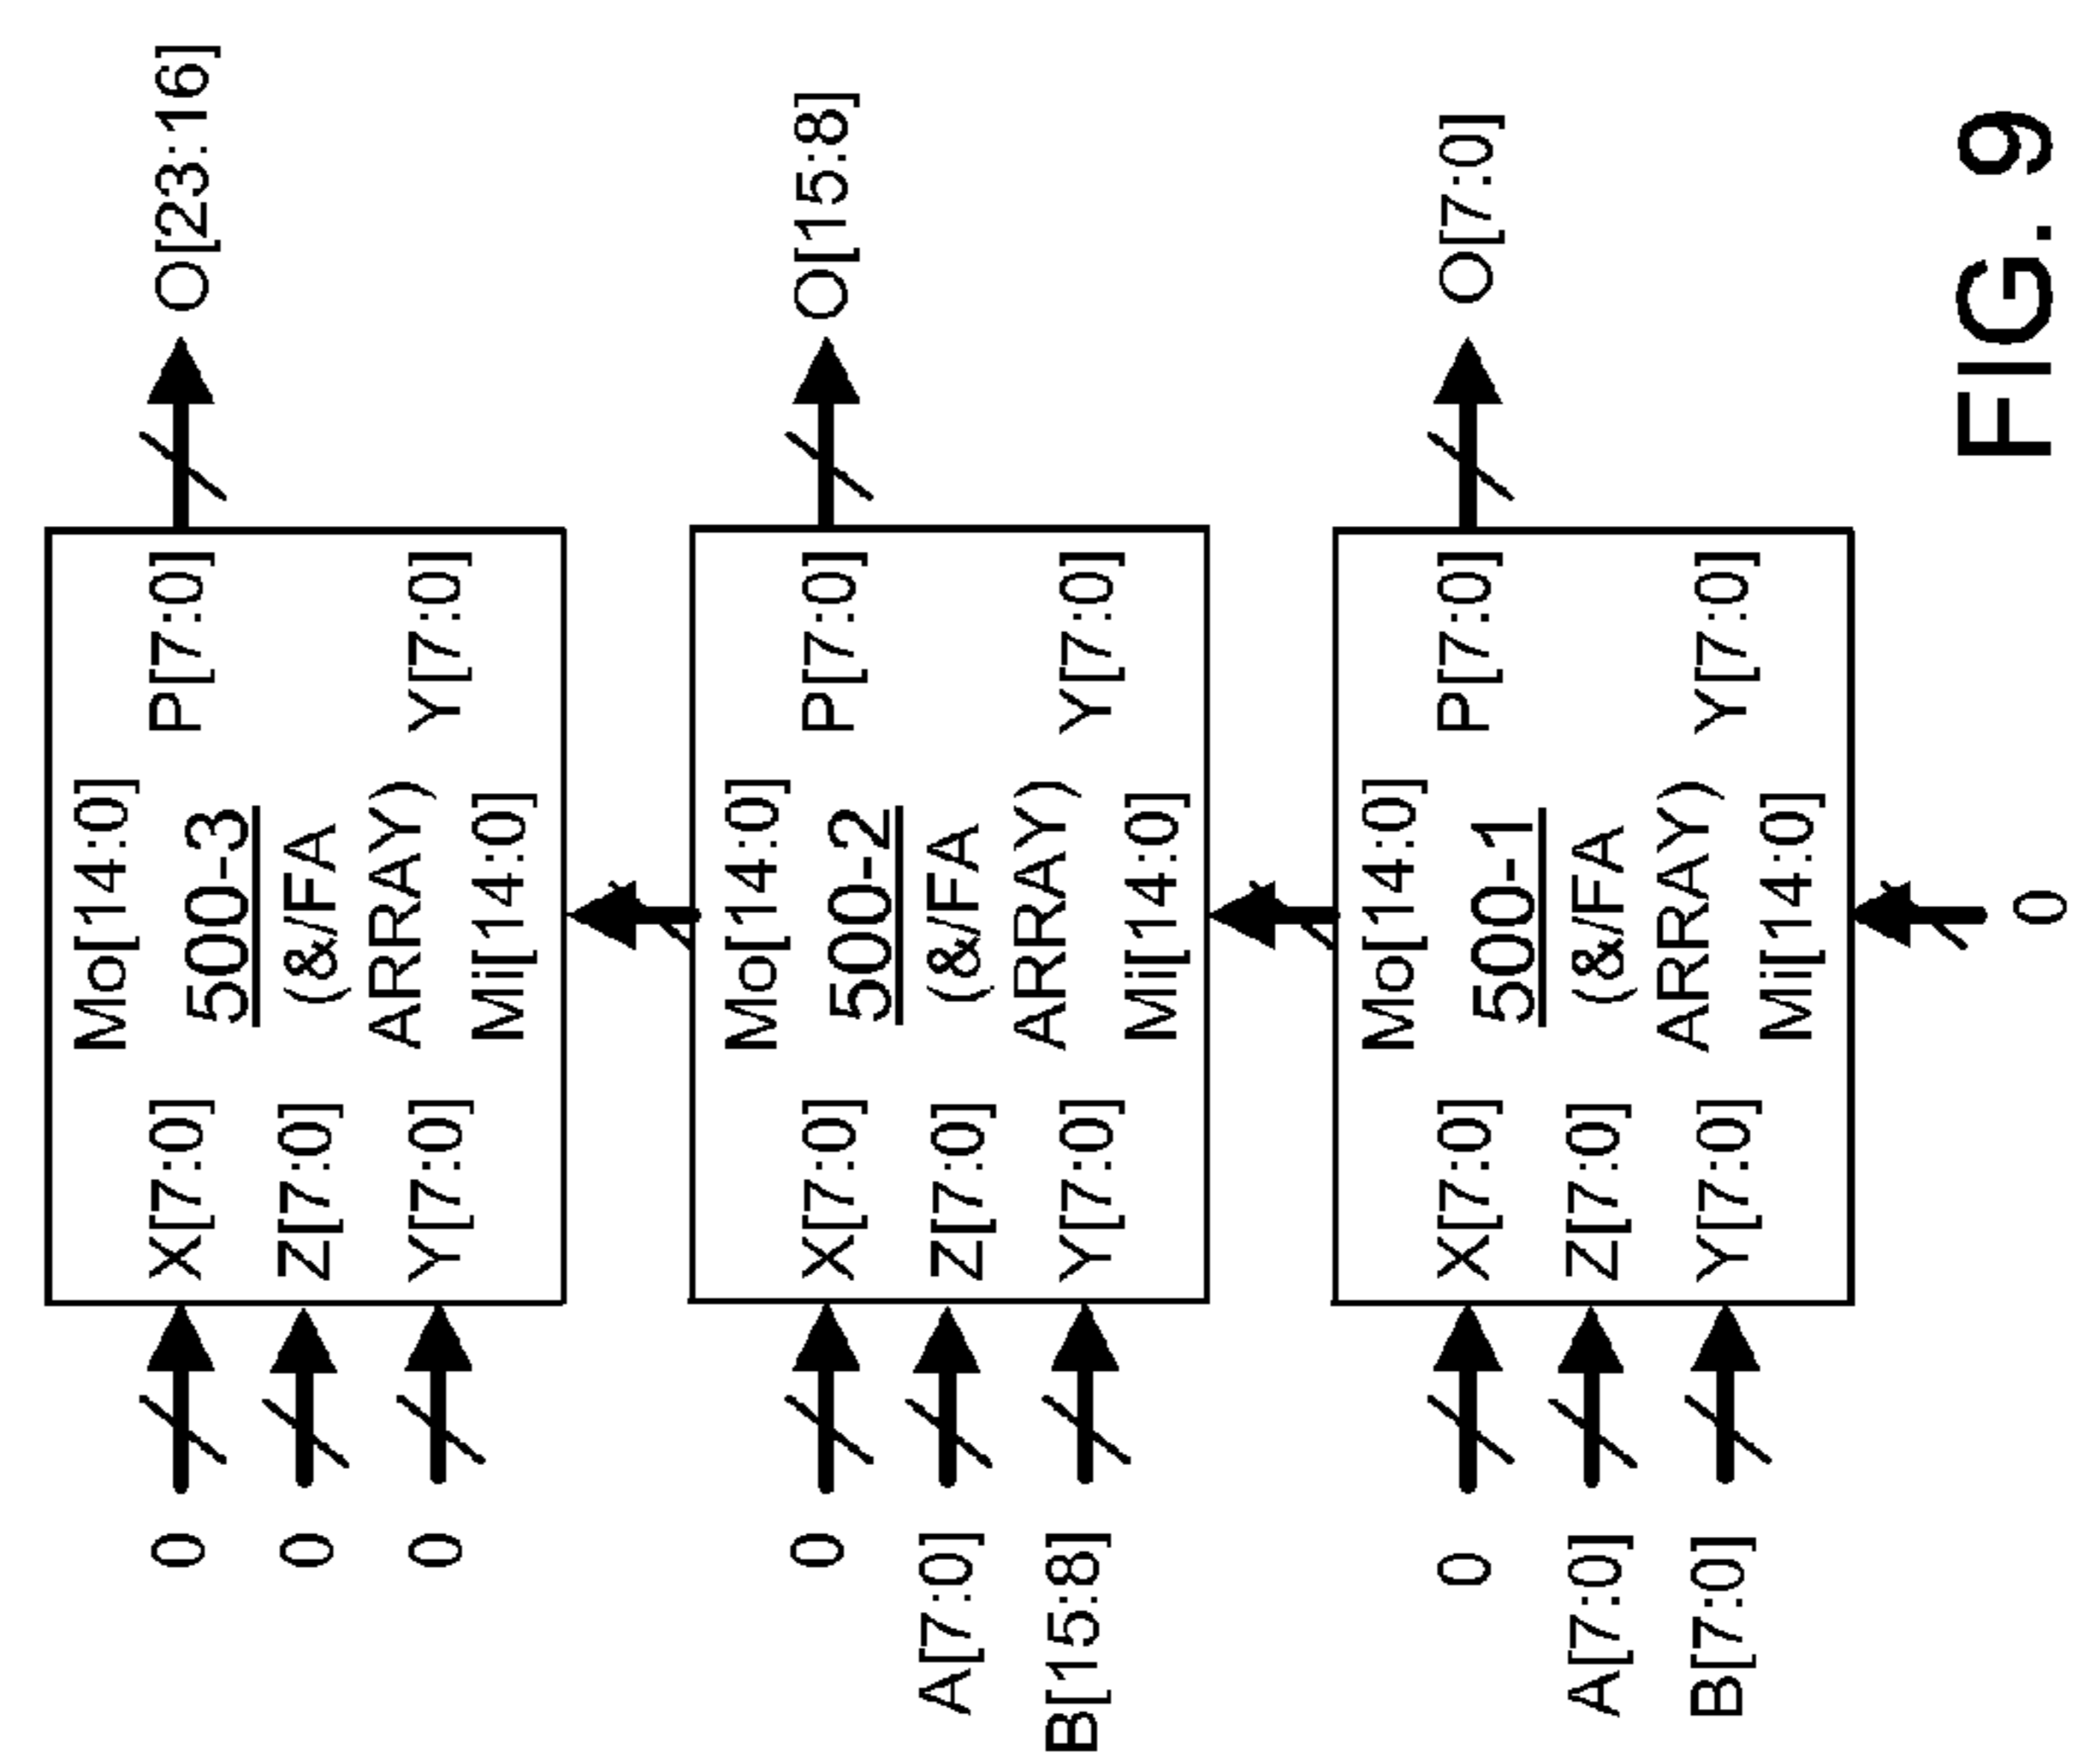 Mo[14:0]
0 X[7:0] P[7:0] O[23:16]
500-3
0 Z[7:0] (&/FA
0 Y[7:0] ARRAY) Y[7:0]
Mi[14:0]
Mo[14:0]
0 X[7:0] P[7:0] O[15:8]
500-2
A[7:0] Z[7:0] (&/FA
B[15:8] Y[7:0] ARRAY) Y[7:0]
Mi[14:0]
Mo[14:0]
0 X[7:0] P[7:0] O[7:0]
500-1
A[7:0] Z[7:0] (&/FA
B[7:0] Y[7:0] ARRAY) Y[7:0]
Mi[14:0]
0
FIG. 9